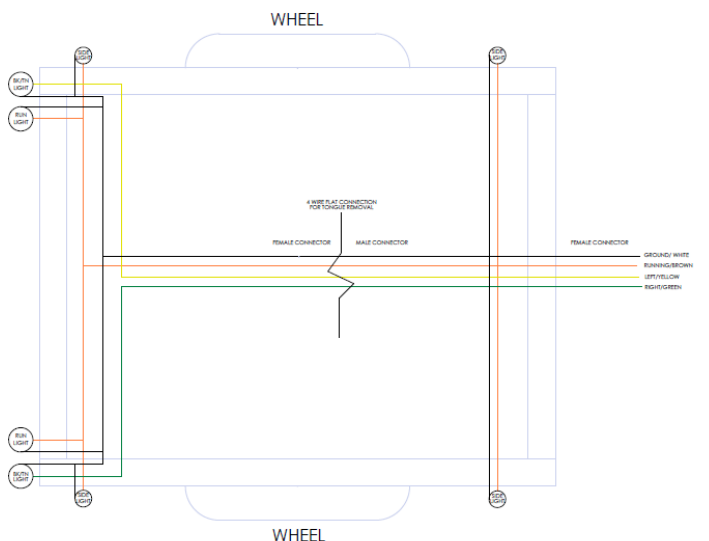 WHEEL
SIDE
LIGHT
SIDE
LIGHT
BK/TN
LIGHT
RUN
LIGHT
4 WIRE FLAT CONNECTION
FOR TONGUE REMOVAL
FEMALE CONNECTOR
MALE CONNECTOR
FEMALE CONNECTOR
GROUND/ WHITE
RUNNING/BROWN
LEFT/YELLOW
RIGHT/GREEN
RUN
LIGHT
BK/TN
LIGHT
SIDE
LIGHT
SIDE
LIGHT
WHEEL